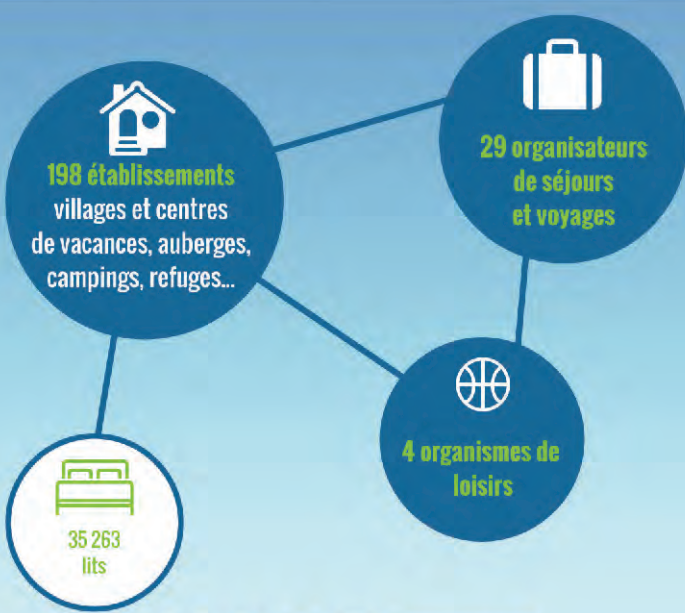 198 établissements
villages et centres
de vacances, auberges,
campings, refuges...
29 organisateurs
de séjours
et voyages
4 organismes de
loisirs
35 263
lits